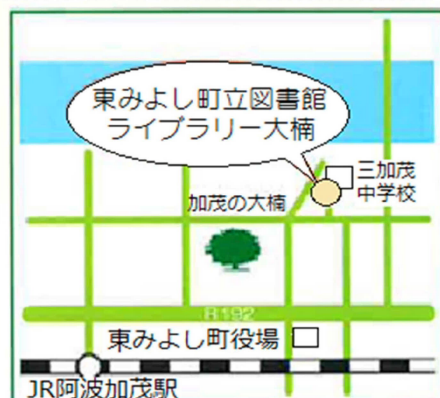 東みよし町立図書館
ライブラリー大楠
三加茂
中学校
加茂の大楠
R192
東みよし町役場
JR阿波加茂駅